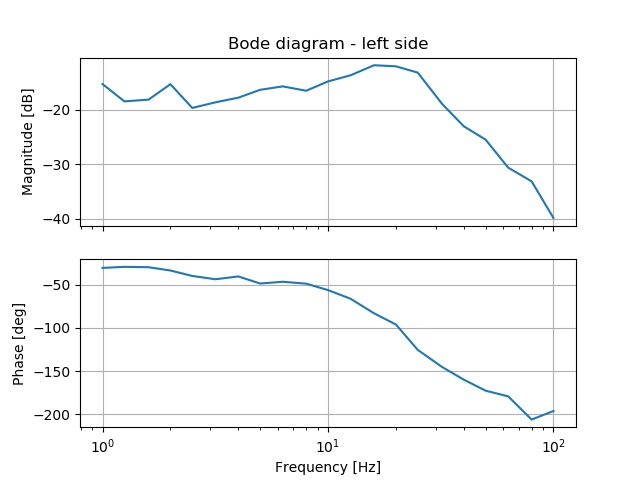 Bode diagram - left side
Magnitude [dB]
−20
−30
−40
Phase [deg]
−50
−100
−150
−200
10⁰ 10¹ 10²
Frequency [Hz]